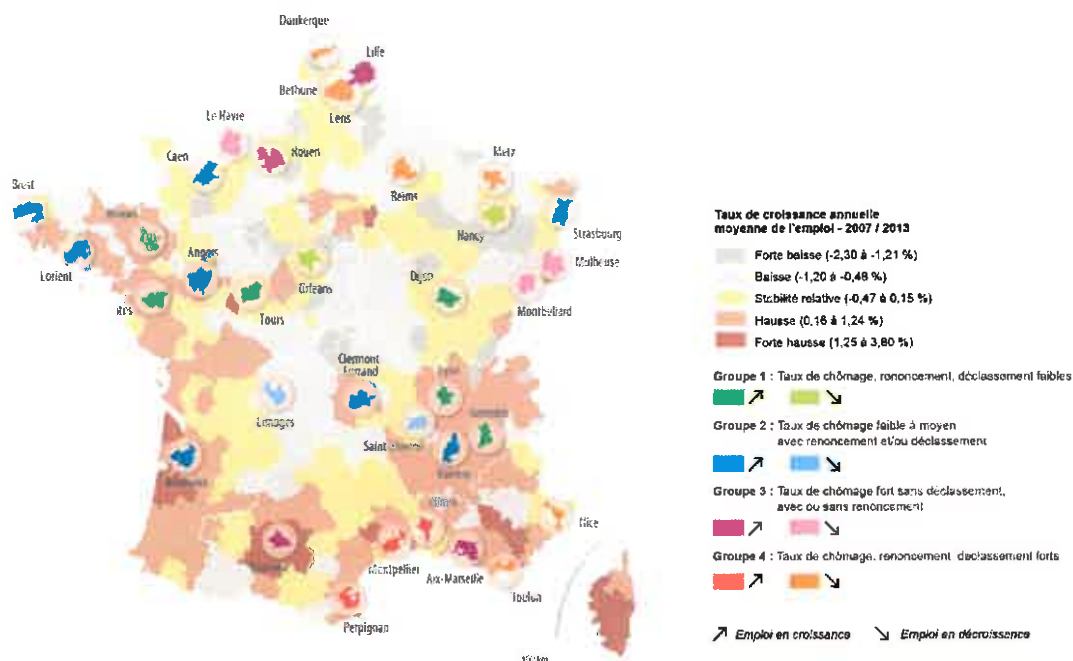 Dunkerque
Lille
Bethune
Lens
Le Havre
Rouen
Caen
Metz
Reims
Brest
Nancy
Strasbourg
Lorient
Angers
Mulhouse
Orléans
Dijon
Montbéliard
Tours
Clermont
Ferrand
Limoges
Saint-Étienne
Nice
Montpellier
Aix-Marseille
Toulon
Perpignan
Taux de croissance annuelle
moyenne de l'emploi - 2007 / 2013
Forte baisse (-2,30 à -1,21 %)
Baisse (-1,20 à -0,48 %)
Stabilité relative (-0,47 à 0,15 %)
Hausse (0,16 à 1,24 %)
Forte hausse (1,25 à 3,80 %)
Groupe 1 : Taux de chômage, renoncement, déclassement faibles
Groupe 2 : Taux de chômage faible à moyen
avec renoncement et/ou déclassement
Groupe 3 : Taux de chômage fort sans déclassement,
avec ou sans renoncement
Groupe 4 : Taux de chômage, renoncement, déclassement forts
Emploi en croissance
Emploi en décroissance